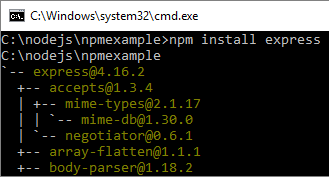 C:\Windows\system32\cmd.exe
C:\nodejs\npmexample>npm install express
C:\nodejs\npmexample
`-- express@4.16.2
  +-- accepts@1.3.4
  | +-- mime-types@2.1.17
  | | `-- mime-db@1.30.0
  | `-- negotiator@0.6.1
  +-- array-flatten@1.1.1
  +-- body-parser@1.18.2